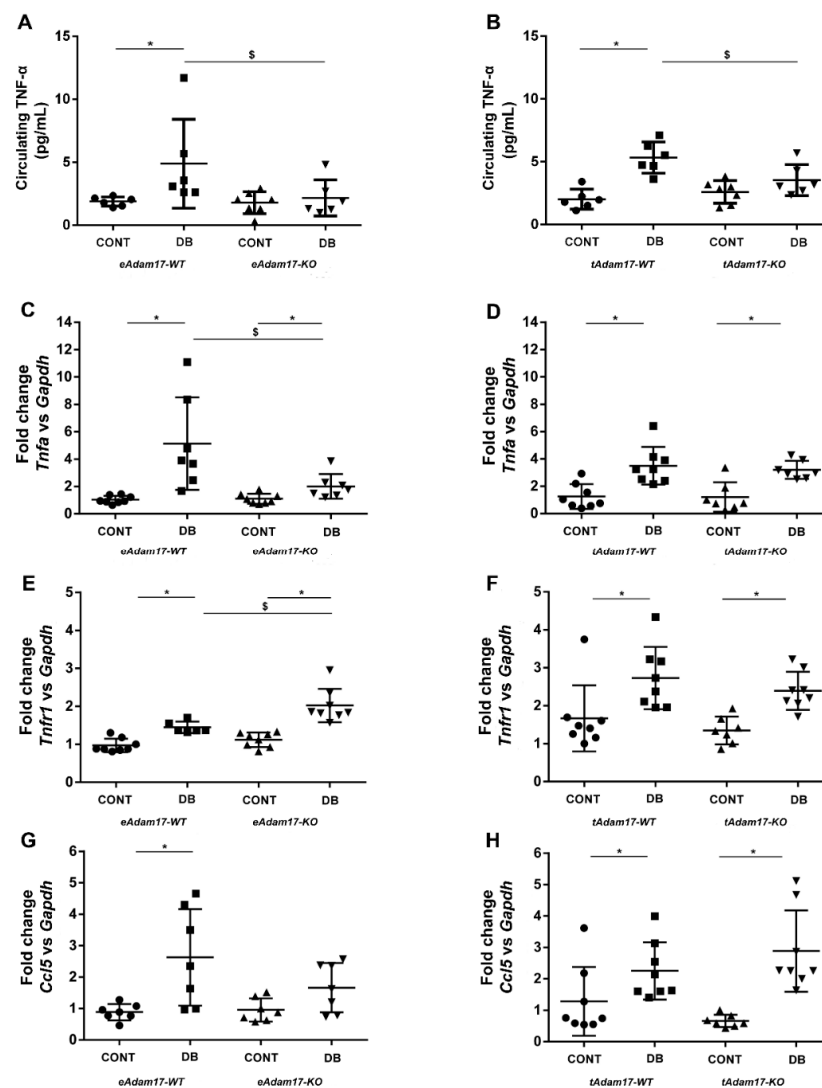 A
Circulating TNF-α
(pg/mL)
15
10
5
0
*
$
CONT DB CONT DB
eAdam17-WT eAdam17-KO
B
Circulating TNF-α
(pg/mL)
15
10
5
0
*
$
CONT DB CONT DB
tAdam17-WT tAdam17-KO
C
Fold change
Tnfa vs Gapdh
14
12
10
8
6
4
2
0
* *
$
CONT DB CONT DB
eAdam17-WT eAdam17-KO
D
Fold change
Tnfa vs Gapdh
14
12
10
8
6
4
2
0
* *
CONT DB CONT DB
tAdam17-WT tAdam17-KO
E
Fold change
Tnfr1 vs Gapdh
5
4
3
2
1
0
* *
$
CONT DB CONT DB
eAdam17-WT eAdam17-KO
F
Fold change
Tnfr1 vs Gapdh
5
4
3
2
1
0
* *
CONT DB CONT DB
tAdam17-WT tAdam17-KO
G
Fold change
Ccl5 vs Gapdh
6
5
4
3
2
1
0
*
CONT DB CONT DB
eAdam17-WT eAdam17-KO
H
Fold change
Ccl5 vs Gapdh
6
5
4
3
2
1
0
* *
CONT DB CONT DB
tAdam17-WT tAdam17-KO